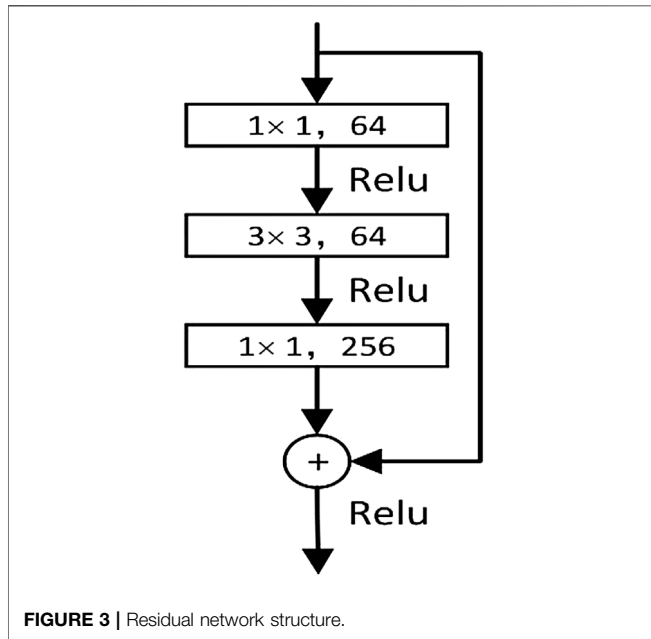 1× 1, 64
Relu
3× 3, 64
Relu
1× 1, 256
+
Relu
FIGURE 3 | Residual network structure.